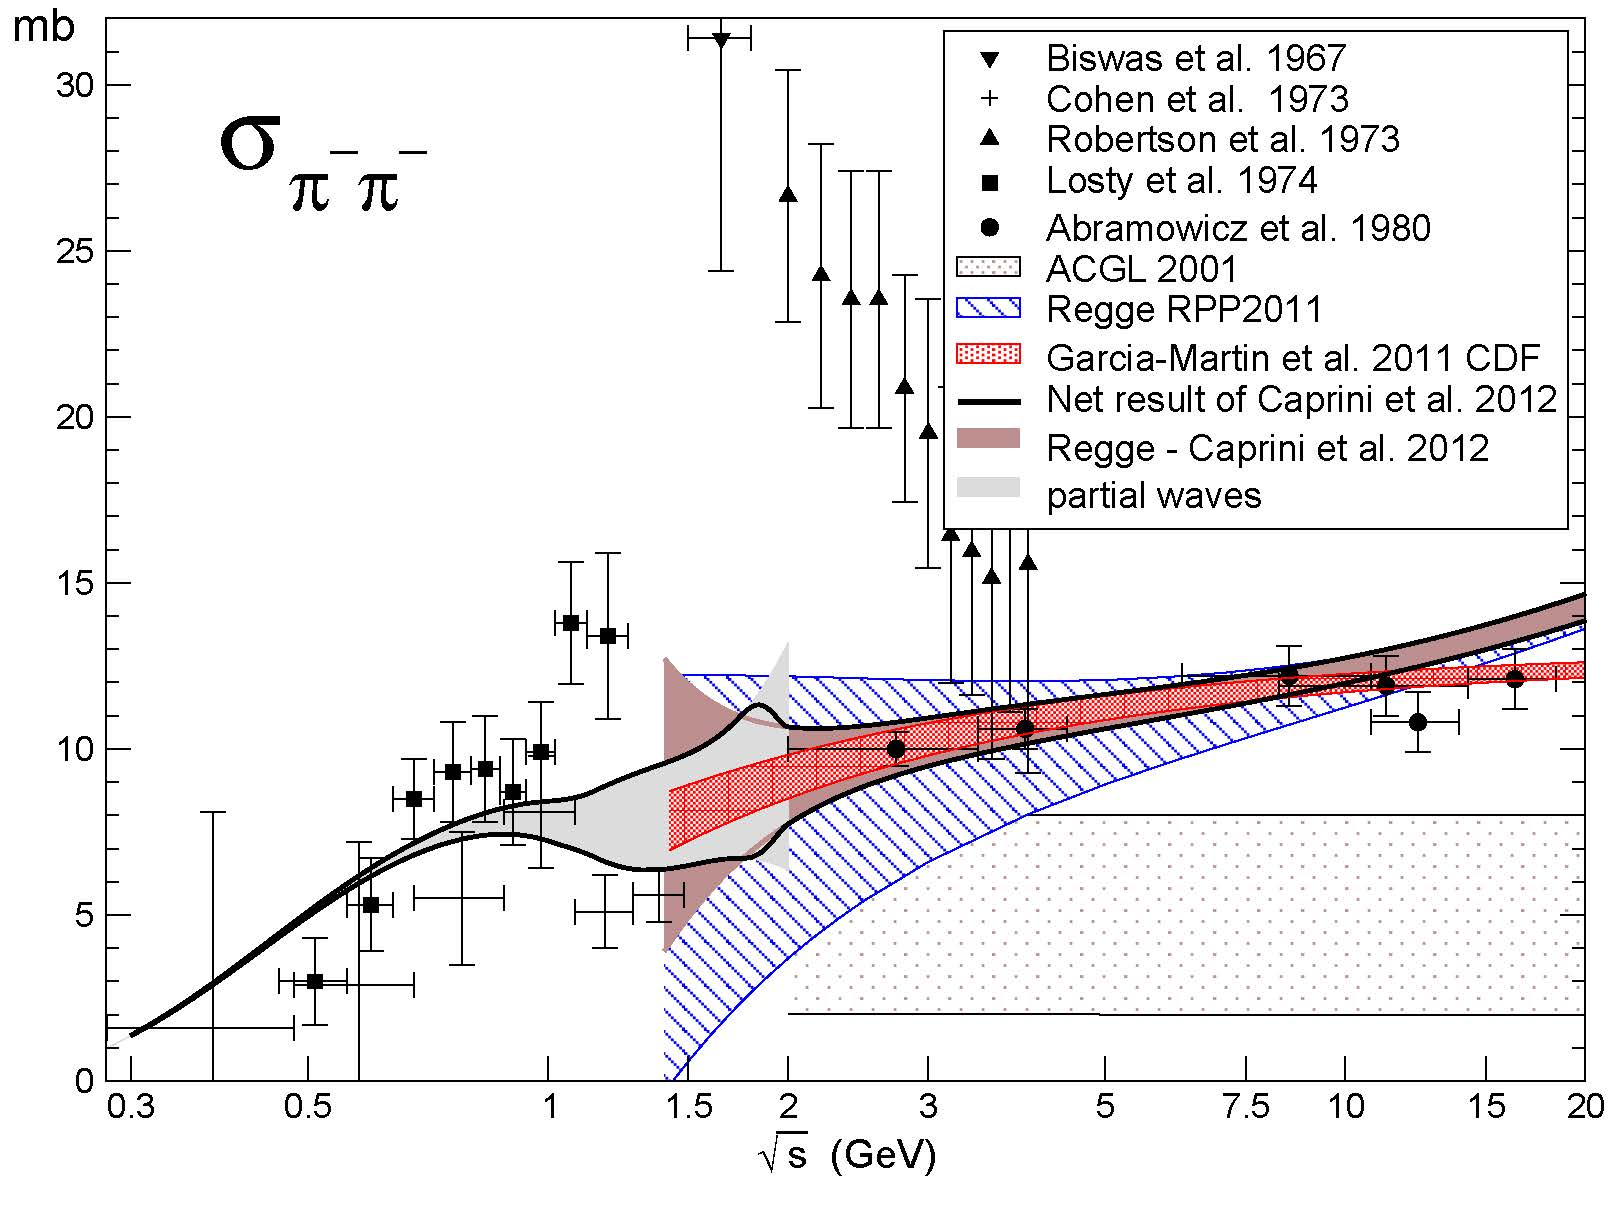 mb
30
25
20
15
10
5
0
σπ⁻π⁻
Biswas et al. 1967
Cohen et al. 1973
Robertson et al. 1973
Losty et al. 1974
Abramowicz et al. 1980
ACGL 2001
Regge RPP2011
Garcia-Martin et al. 2011 CDF
Net result of Caprini et al. 2012
Regge - Caprini et al. 2012
partial waves
0.3 0.5 1 1.5 2 3 5 7.5 10 15 20
√s (GeV)